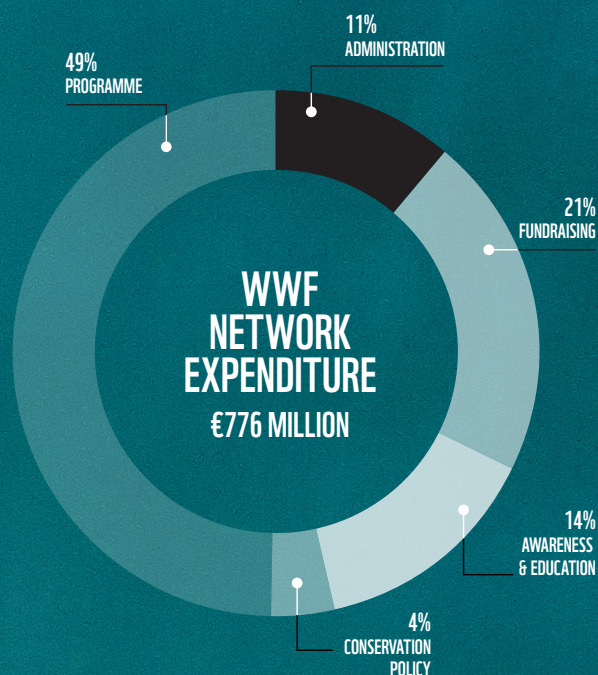 11%
ADMINISTRATION
49%
PROGRAMME
21%
FUNDRAISING
WWF
NETWORK
EXPENDITURE
€776 MILLION
14%
AWARENESS
& EDUCATION
4%
CONSERVATION
POLICY